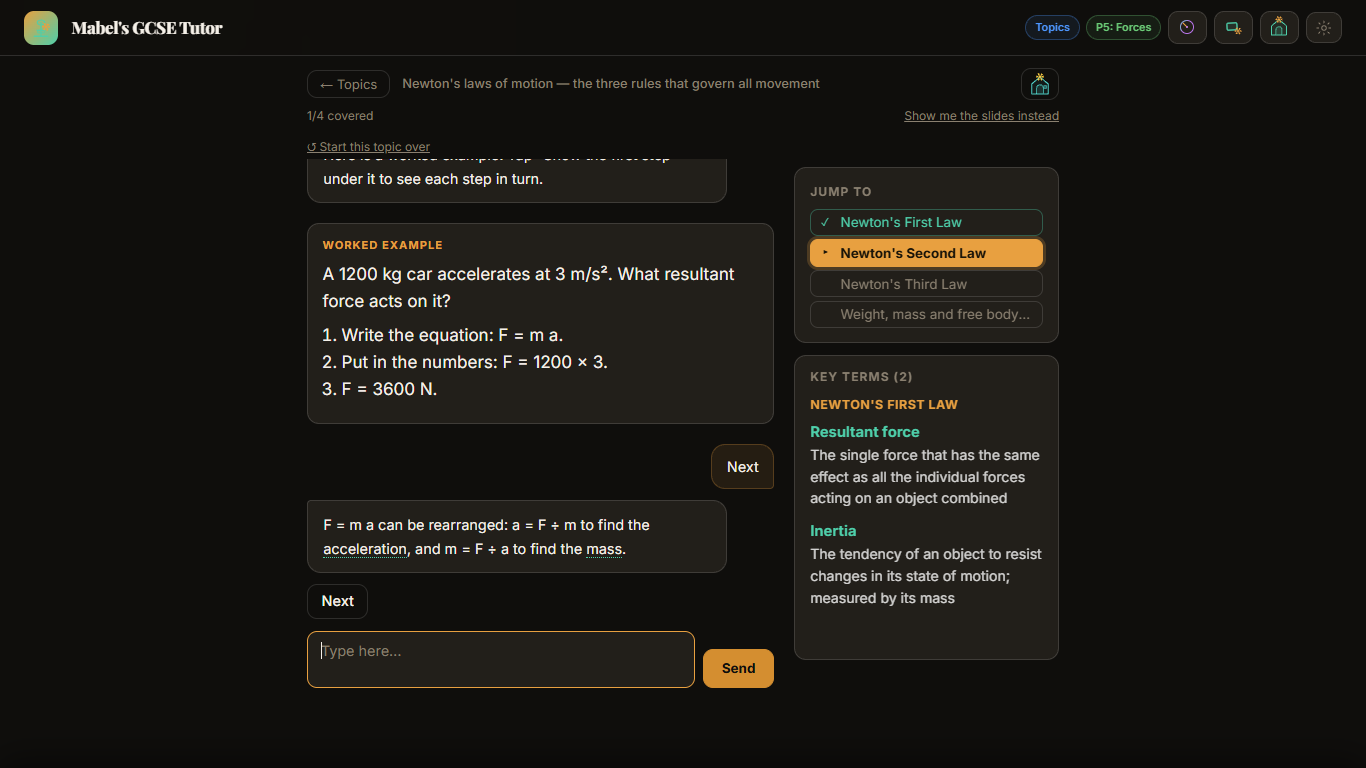 Mabel's GCSE Tutor
Topics
P5: Forces
← Topics
Newton's laws of motion — the three rules that govern all movement
1/4 covered
Show me the slides instead
↺ Start this topic over
under it to see each step in turn.
WORKED EXAMPLE
A 1200 kg car accelerates at 3 m/s². What resultant
force acts on it?
1. Write the equation: F = m a.
2. Put in the numbers: F = 1200 × 3.
3. F = 3600 N.
Next
F = m a can be rearranged: a = F ÷ m to find the
acceleration, and m = F ÷ a to find the mass.
Next
Type here...
Send
JUMP TO
✓ Newton's First Law
‣ Newton's Second Law
Newton's Third Law
Weight, mass and free body...
KEY TERMS (2)
NEWTON'S FIRST LAW
Resultant force
The single force that has the same
effect as all the individual forces
acting on an object combined
Inertia
The tendency of an object to resist
changes in its state of motion;
measured by its mass